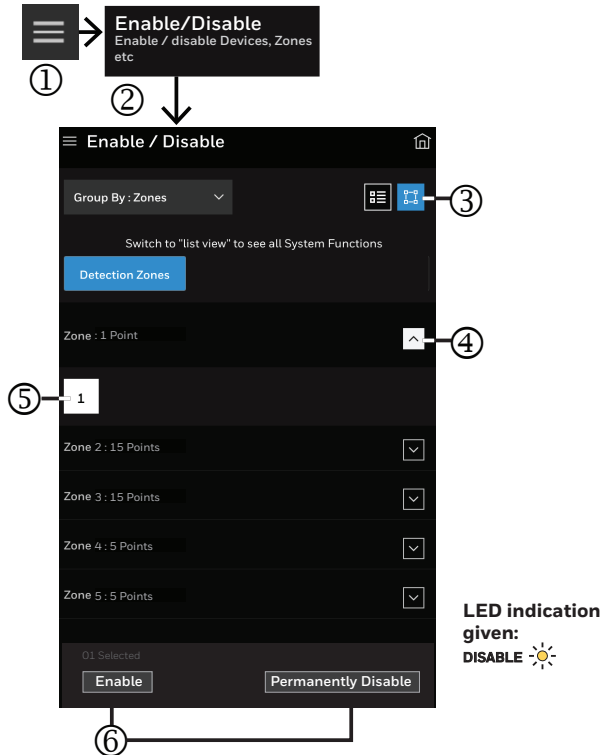 Enable/Disable
Enable / disable Devices, Zones
etc
①
②
Enable / Disable
Group By : Zones
③
Switch to "list view" to see all System Functions
Detection Zones
Zone : 1 Point
④
⑤
1
Zone 2 : 15 Points
Zone 3 : 15 Points
Zone 4 : 5 Points
Zone 5 : 5 Points
LED indication
given:
DISABLE
01 Selected
Enable
Permanently Disable
⑥